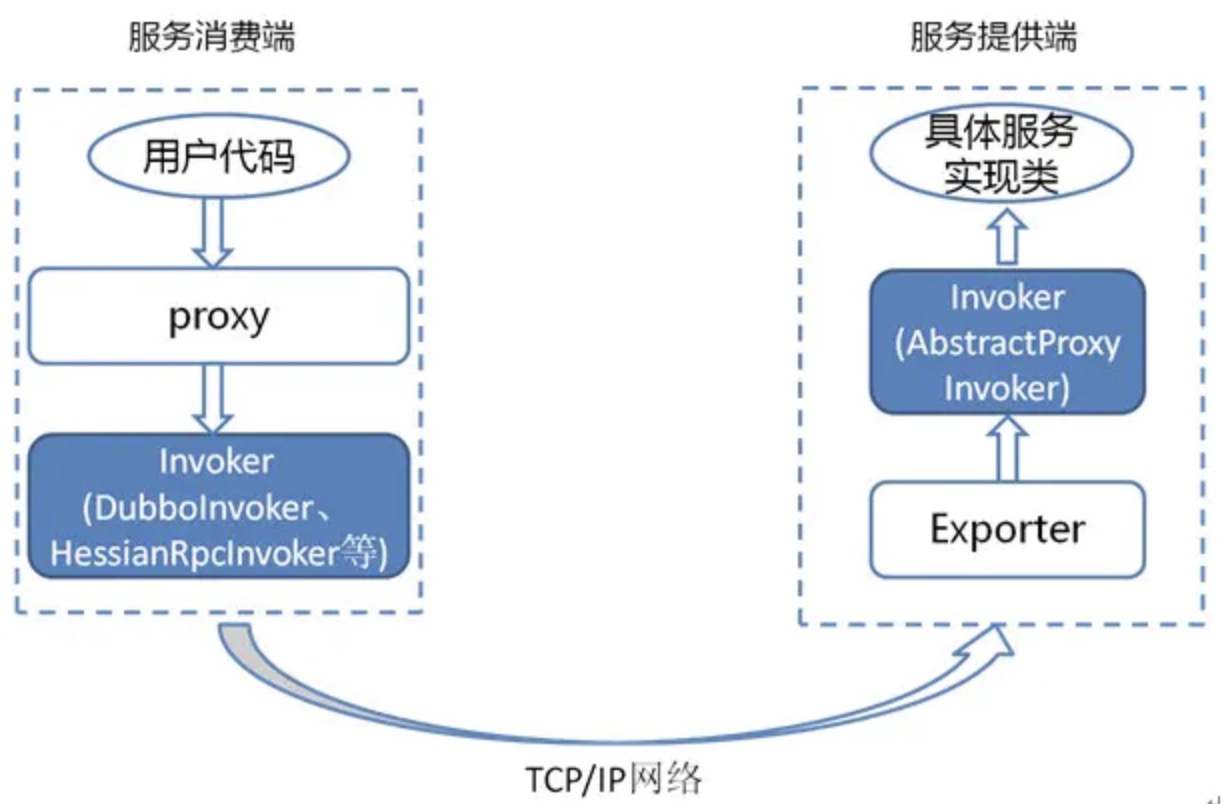 服务消费端
用户代码
proxy
Invoker
(DubboInvoker、
HessianRpcInvoker等)
服务提供端
具体服务
实现类
Invoker
(AbstractProxy
Invoker)
Exporter
TCP/IP网络